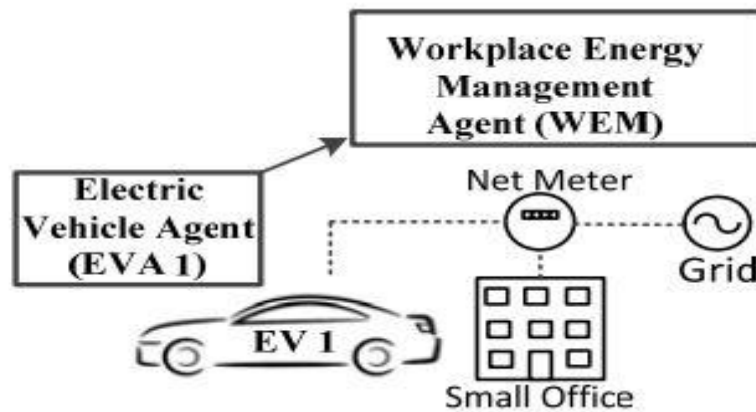 Workplace Energy
Management
Agent (WEM)
Electric
Vehicle Agent
(EVA 1)
Net Meter
Grid
EV 1
Small Office